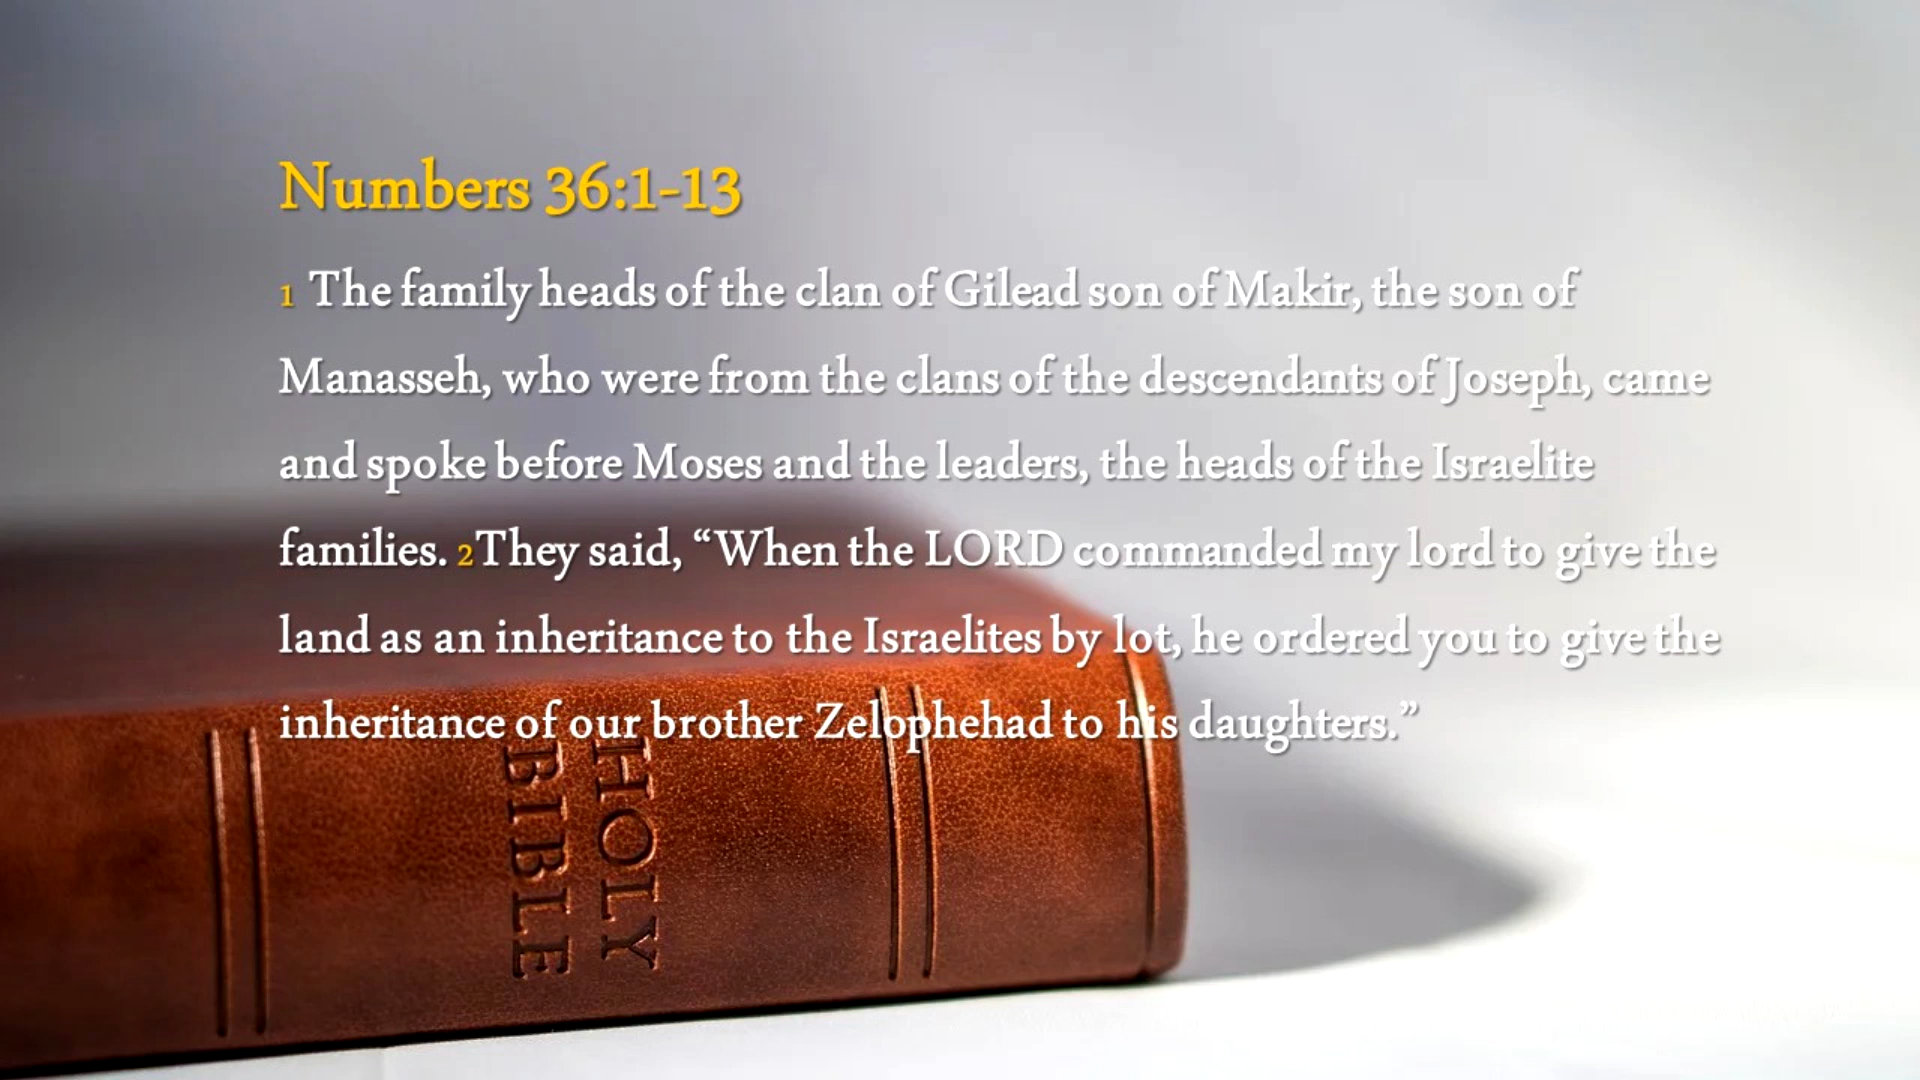 Numbers 36:1-13
1 The family heads of the clan of Gilead son of Makir, the son of
Manasseh, who were from the clans of the descendants of Joseph, came
and spoke before Moses and the leaders, the heads of the Israelite
families. 2They said, “When the LORD commanded my lord to give the
land as an inheritance to the Israelites by lot, he ordered you to give the
inheritance of our brother Zelophehad to his daughters.”
HOLY
BIBLE